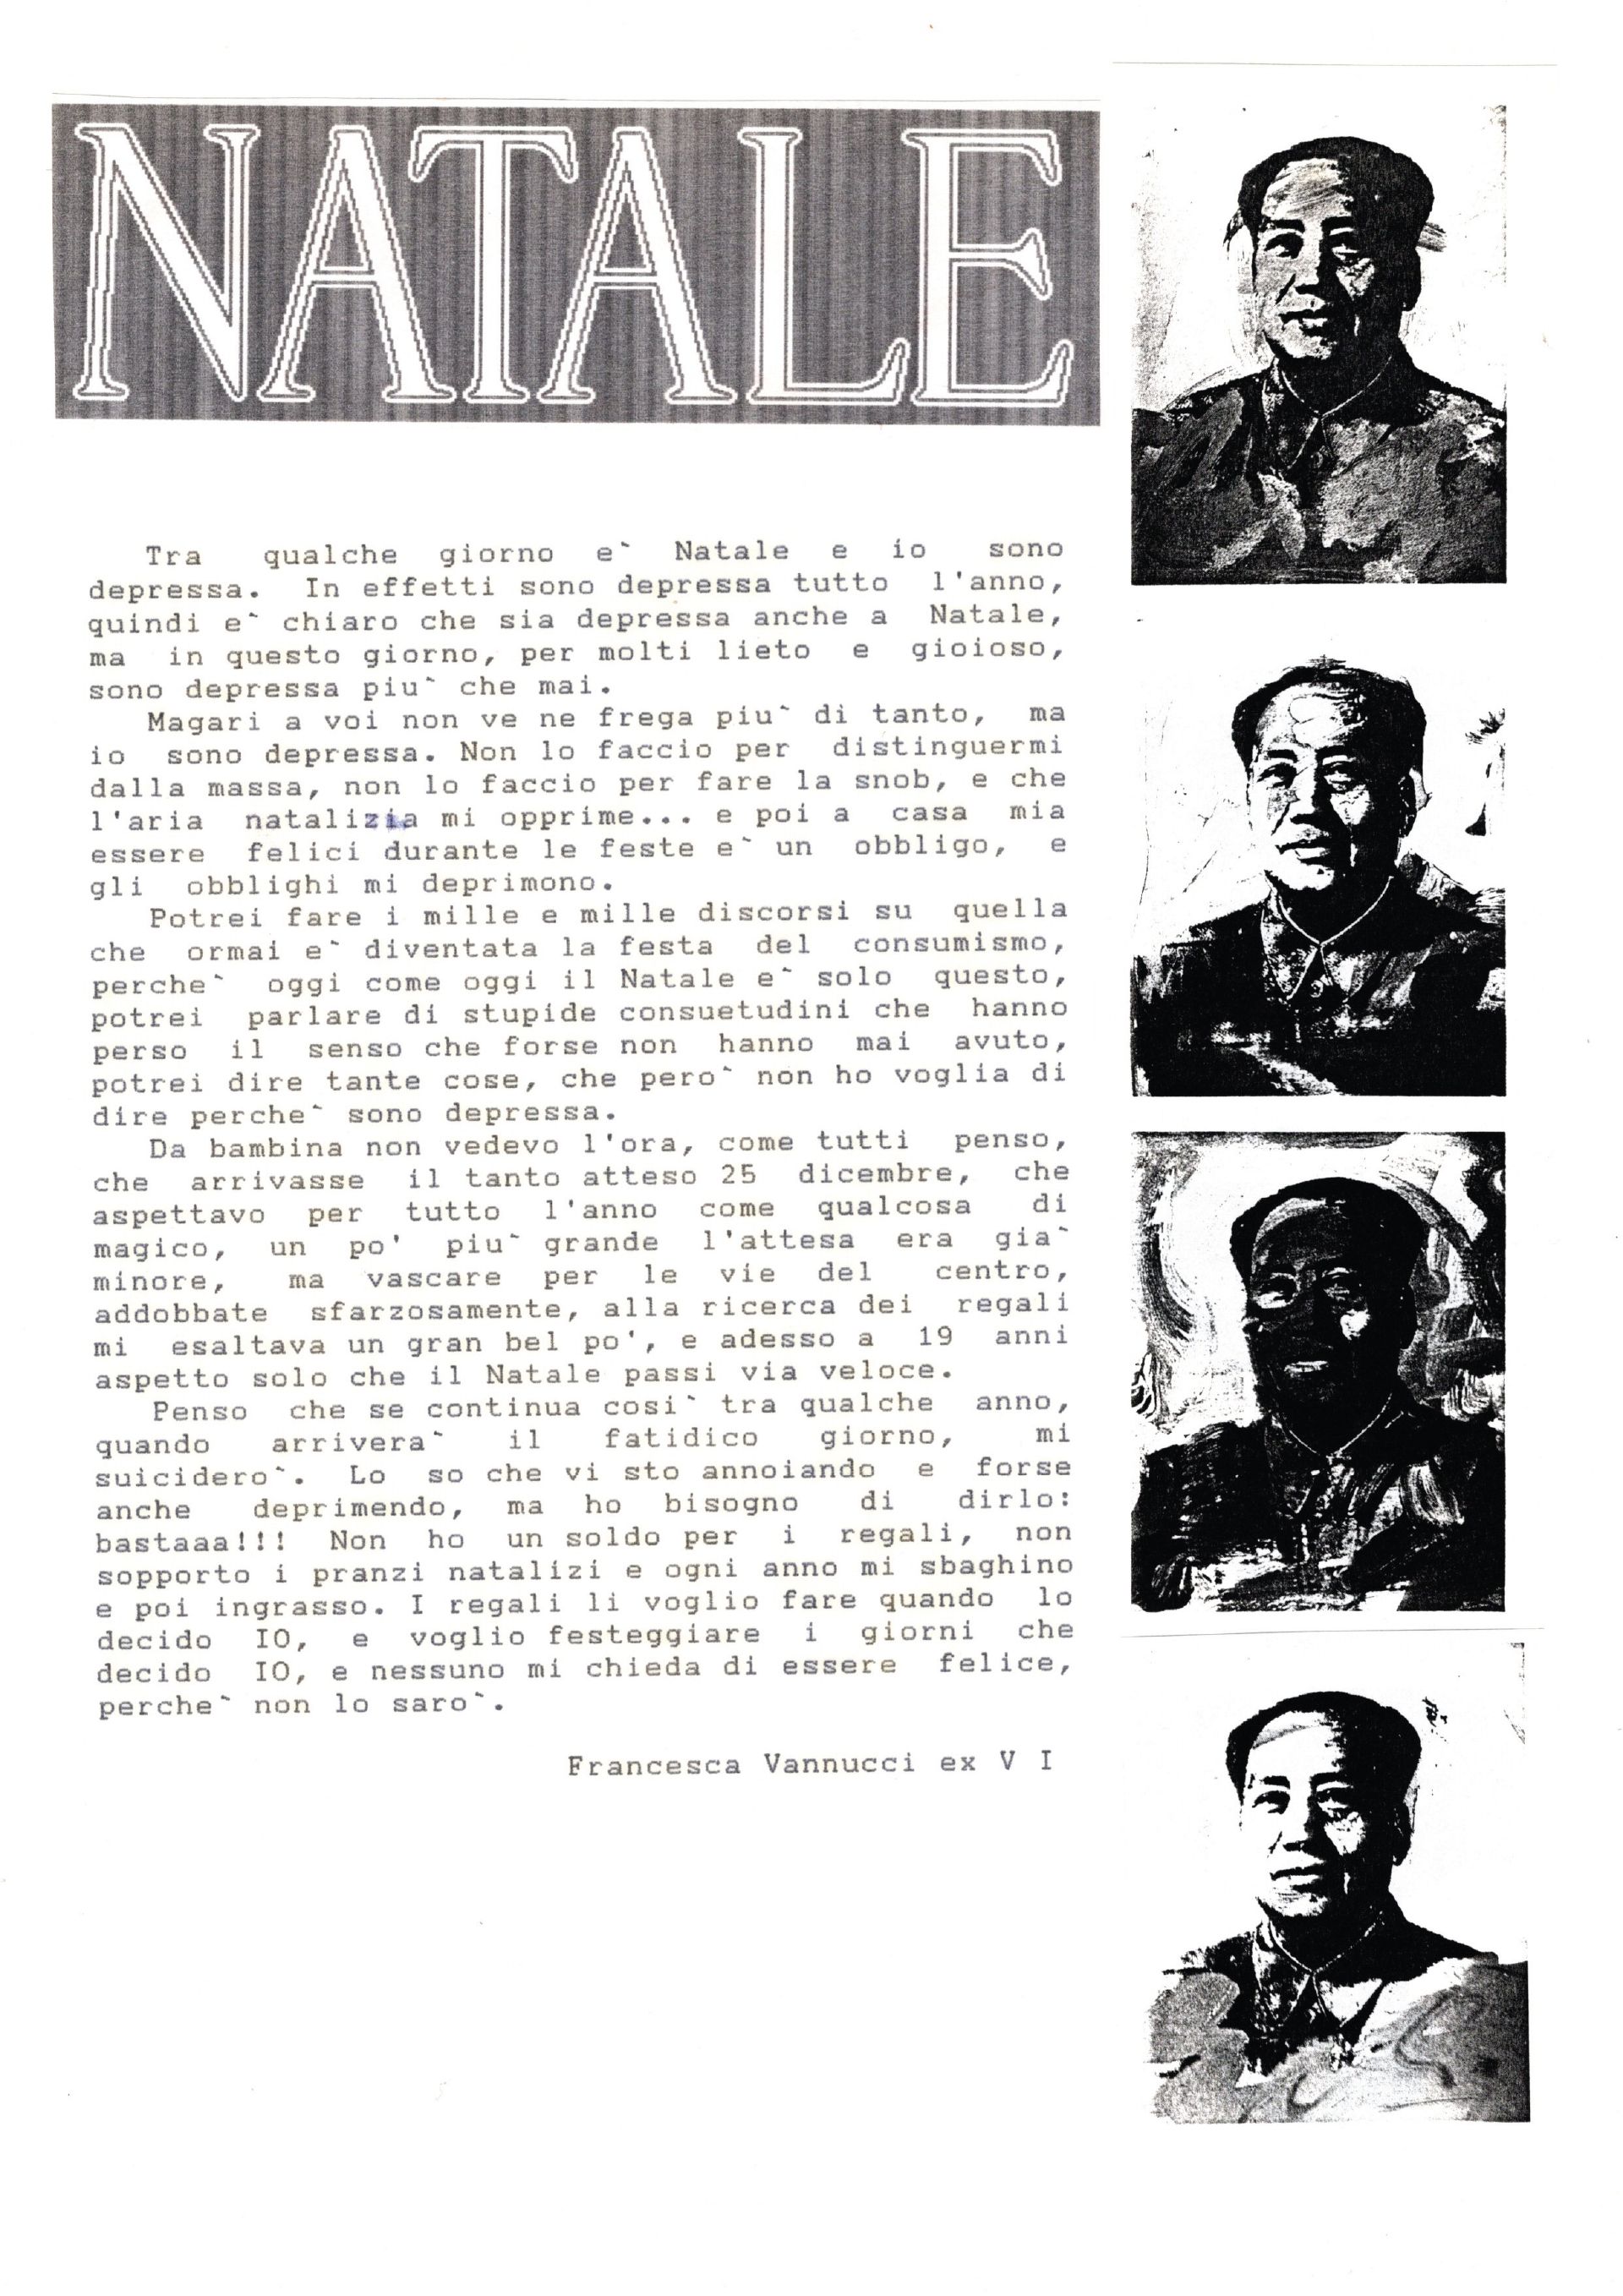 NATALE
Tra qualche giorno e` Natale e io sono
depressa. In effetti sono depressa tutto l'anno,
quindi e` chiaro che sia depressa anche a Natale,
ma in questo giorno, per molti lieto e gioioso,
sono depressa piu` che mai.
Magari a voi non ve ne frega piu` di tanto, ma
io sono depressa. Non lo faccio per distinguermi
dalla massa, non lo faccio per fare la snob, e che
l'aria natalizia mi opprime... e poi a casa mia
essere felici durante le feste e` un obbligo, e
gli obblighi mi deprimono.
Potrei fare i mille e mille discorsi su quella
che ormai e` diventata la festa del consumismo,
perche` oggi come oggi il Natale e` solo questo,
potrei parlare di stupide consuetudini che hanno
perso il senso che forse non hanno mai avuto,
potrei dire tante cose, che pero` non ho voglia di
dire perche` sono depressa.
Da bambina non vedevo l'ora, come tutti penso,
che arrivasse il tanto atteso 25 dicembre, che
aspettavo per tutto l'anno come qualcosa di
magico, un po' piu` grande l'attesa era gia`
minore, ma vascare per le vie del centro,
addobbate sfarzosamente, alla ricerca dei regali
mi esaltava un gran bel po', e adesso a 19 anni
aspetto solo che il Natale passi via veloce.
Penso che se continua cosi` tra qualche anno,
quando arrivera` il fatidico giorno, mi
suicidero`. Lo so che vi sto annoiando e forse
anche deprimendo, ma ho bisogno di dirlo:
bastaaa!!! Non ho un soldo per i regali, non
sopporto i pranzi natalizi e ogni anno mi sbaghino
e poi ingrasso. I regali li voglio fare quando lo
decido IO, e voglio festeggiare i giorni che
decido IO, e nessuno mi chieda di essere felice,
perche` non lo saro`.
Francesca Vannucci ex V I